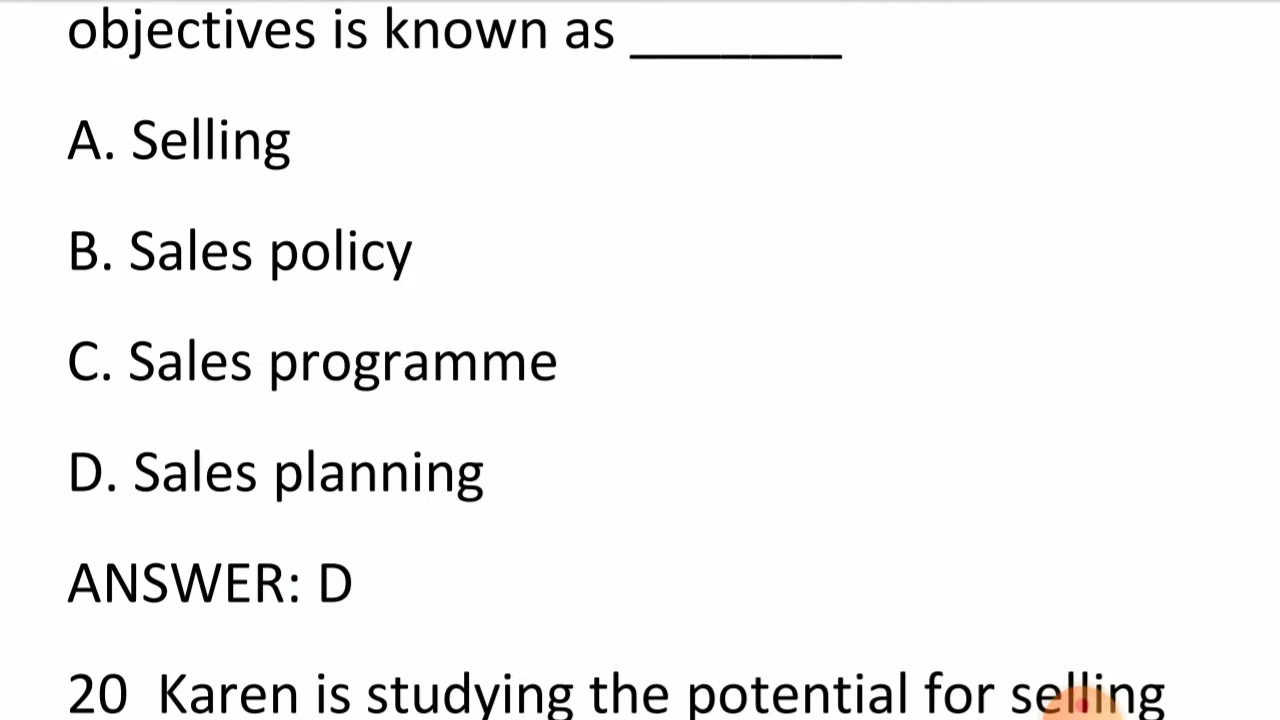 objectives is known as _______
A. Selling
B. Sales policy
C. Sales programme
D. Sales planning
ANSWER: D
20 Karen is studying the potential for selling